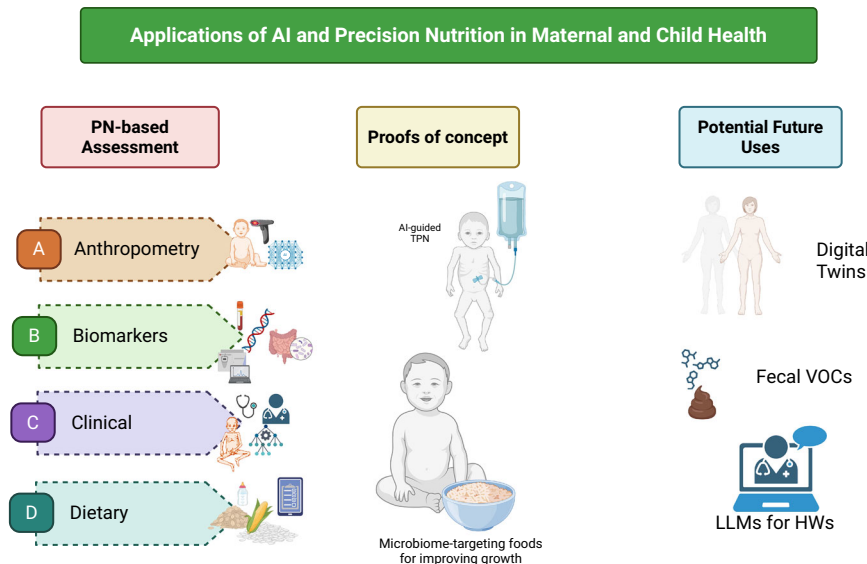 Applications of AI and Precision Nutrition in Maternal and Child Health
PN-based
Assessment
Proofs of concept
Potential Future
Uses
A
Anthropometry
B
Biomarkers
C
Clinical
D
Dietary
AI-guided
TPN
Microbiome-targeting foods
for improving growth
Digital
Twins
Fecal VOCs
LLMs for HWs